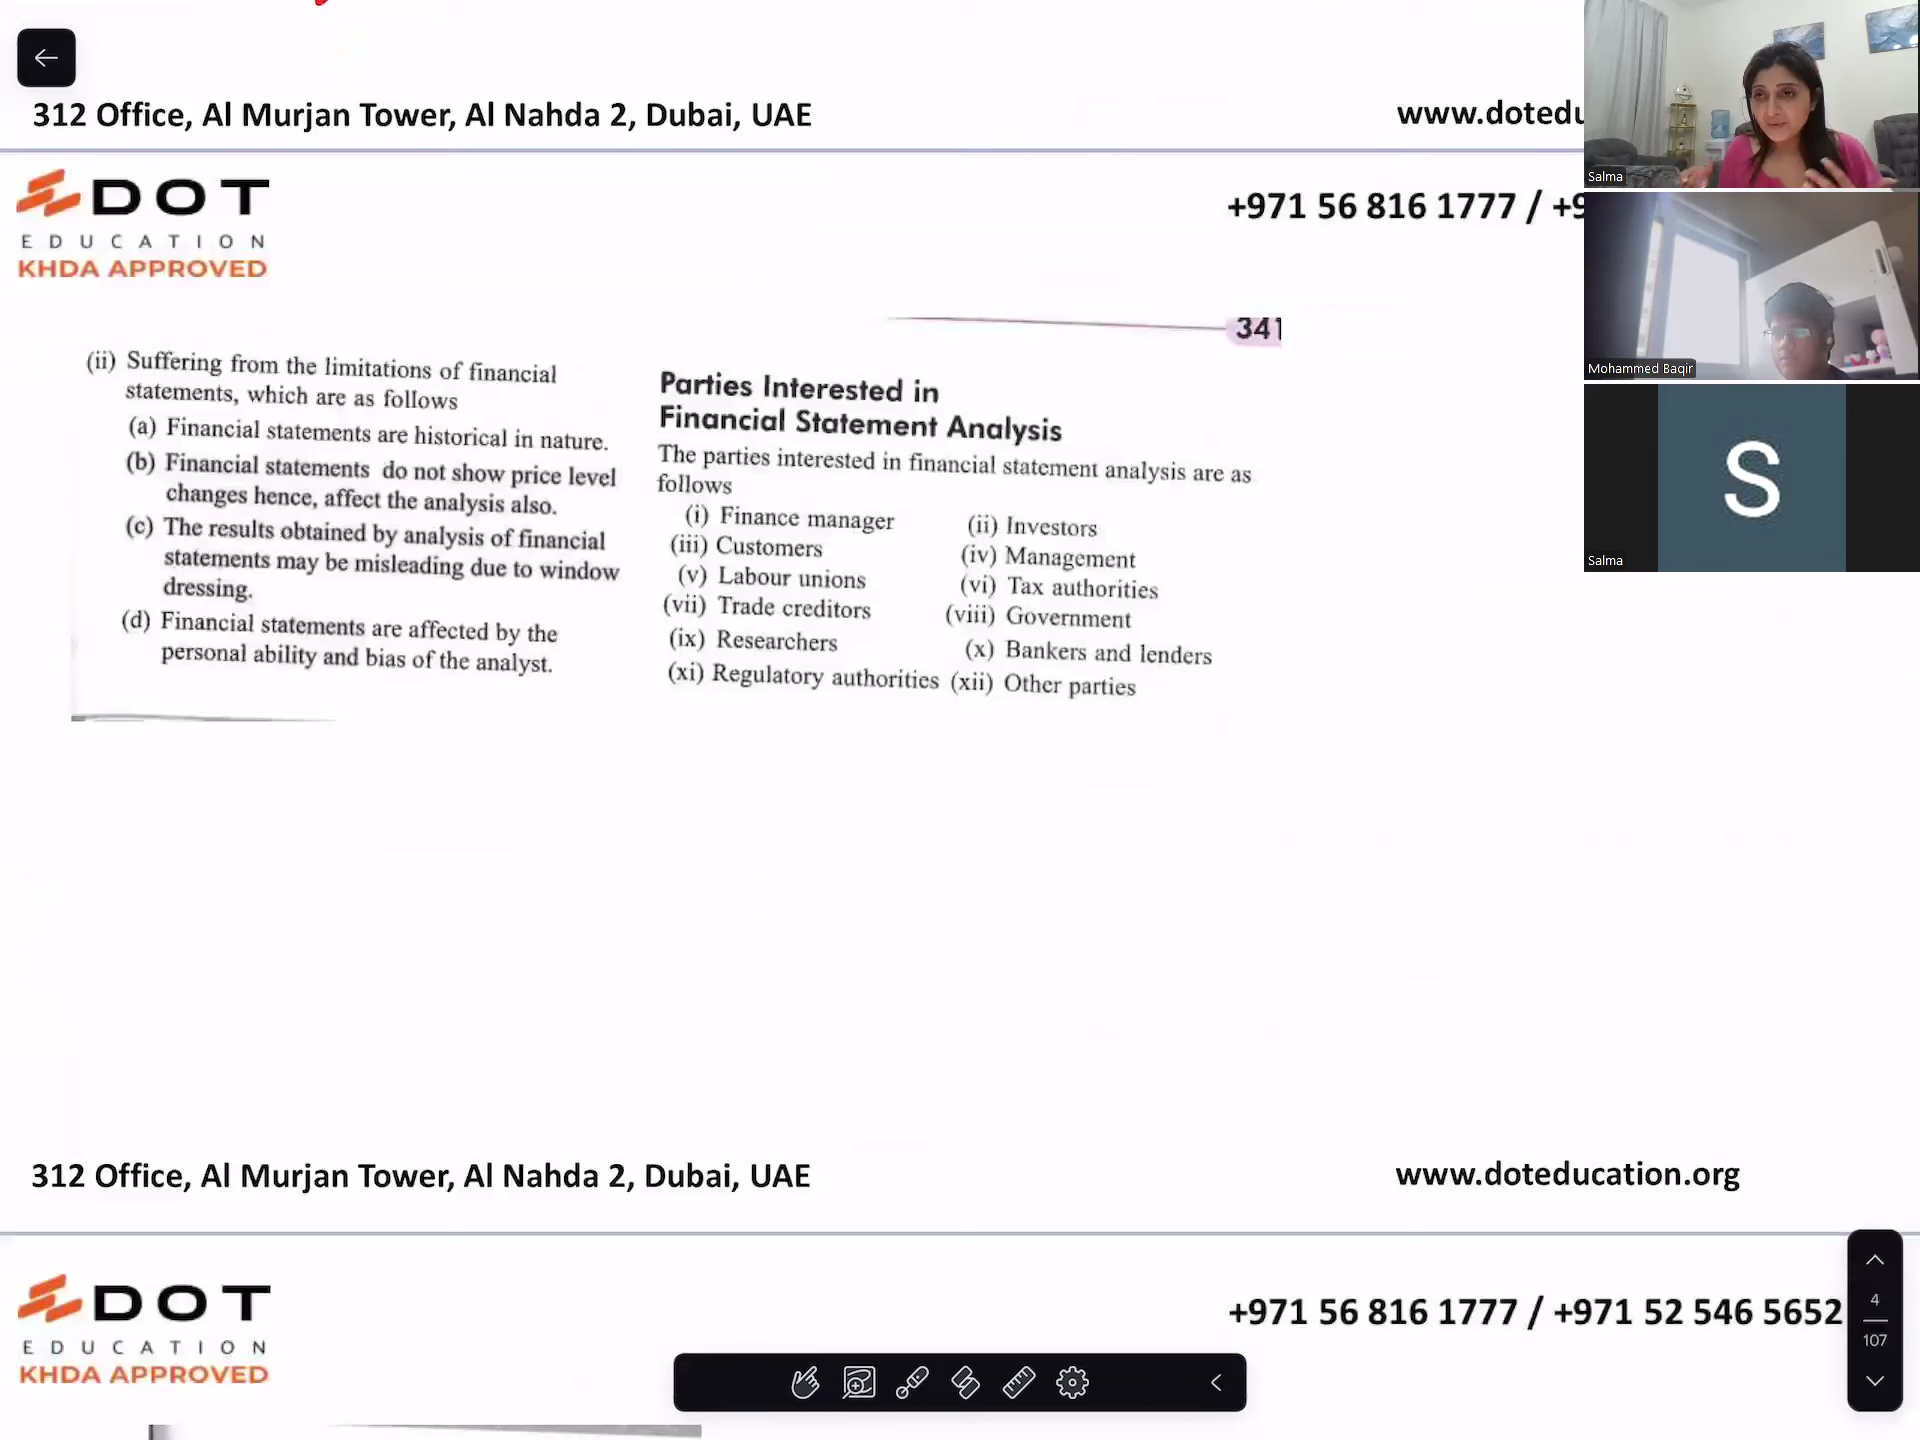 312 Office, Al Murjan Tower, Al Nahda 2, Dubai, UAE
www.dotedu
DOT
EDUCATION
KHDA APPROVED
+971 56 816 1777 / +9
341
(ii) Suffering from the limitations of financial
statements, which are as follows
(a) Financial statements are historical in nature.
(b) Financial statements do not show price level
changes hence, affect the analysis also.
(c) The results obtained by analysis of financial
statements may be misleading due to window
dressing.
(d) Financial statements are affected by the
personal ability and bias of the analyst.
Parties Interested in
Financial Statement Analysis
The parties interested in financial statement analysis are as
follows
(i) Finance manager
(ii) Investors
(iii) Customers
(iv) Management
(v) Labour unions
(vi) Tax authorities
(vii) Trade creditors
(viii) Government
(ix) Researchers
(x) Bankers and lenders
(xi) Regulatory authorities
(xii) Other parties
Salma
Mohammed Baqir
S
Salma
312 Office, Al Murjan Tower, Al Nahda 2, Dubai, UAE
www.doteducation.org
DOT
EDUCATION
KHDA APPROVED
+971 56 816 1777 / +971 52 546 5652
4
107